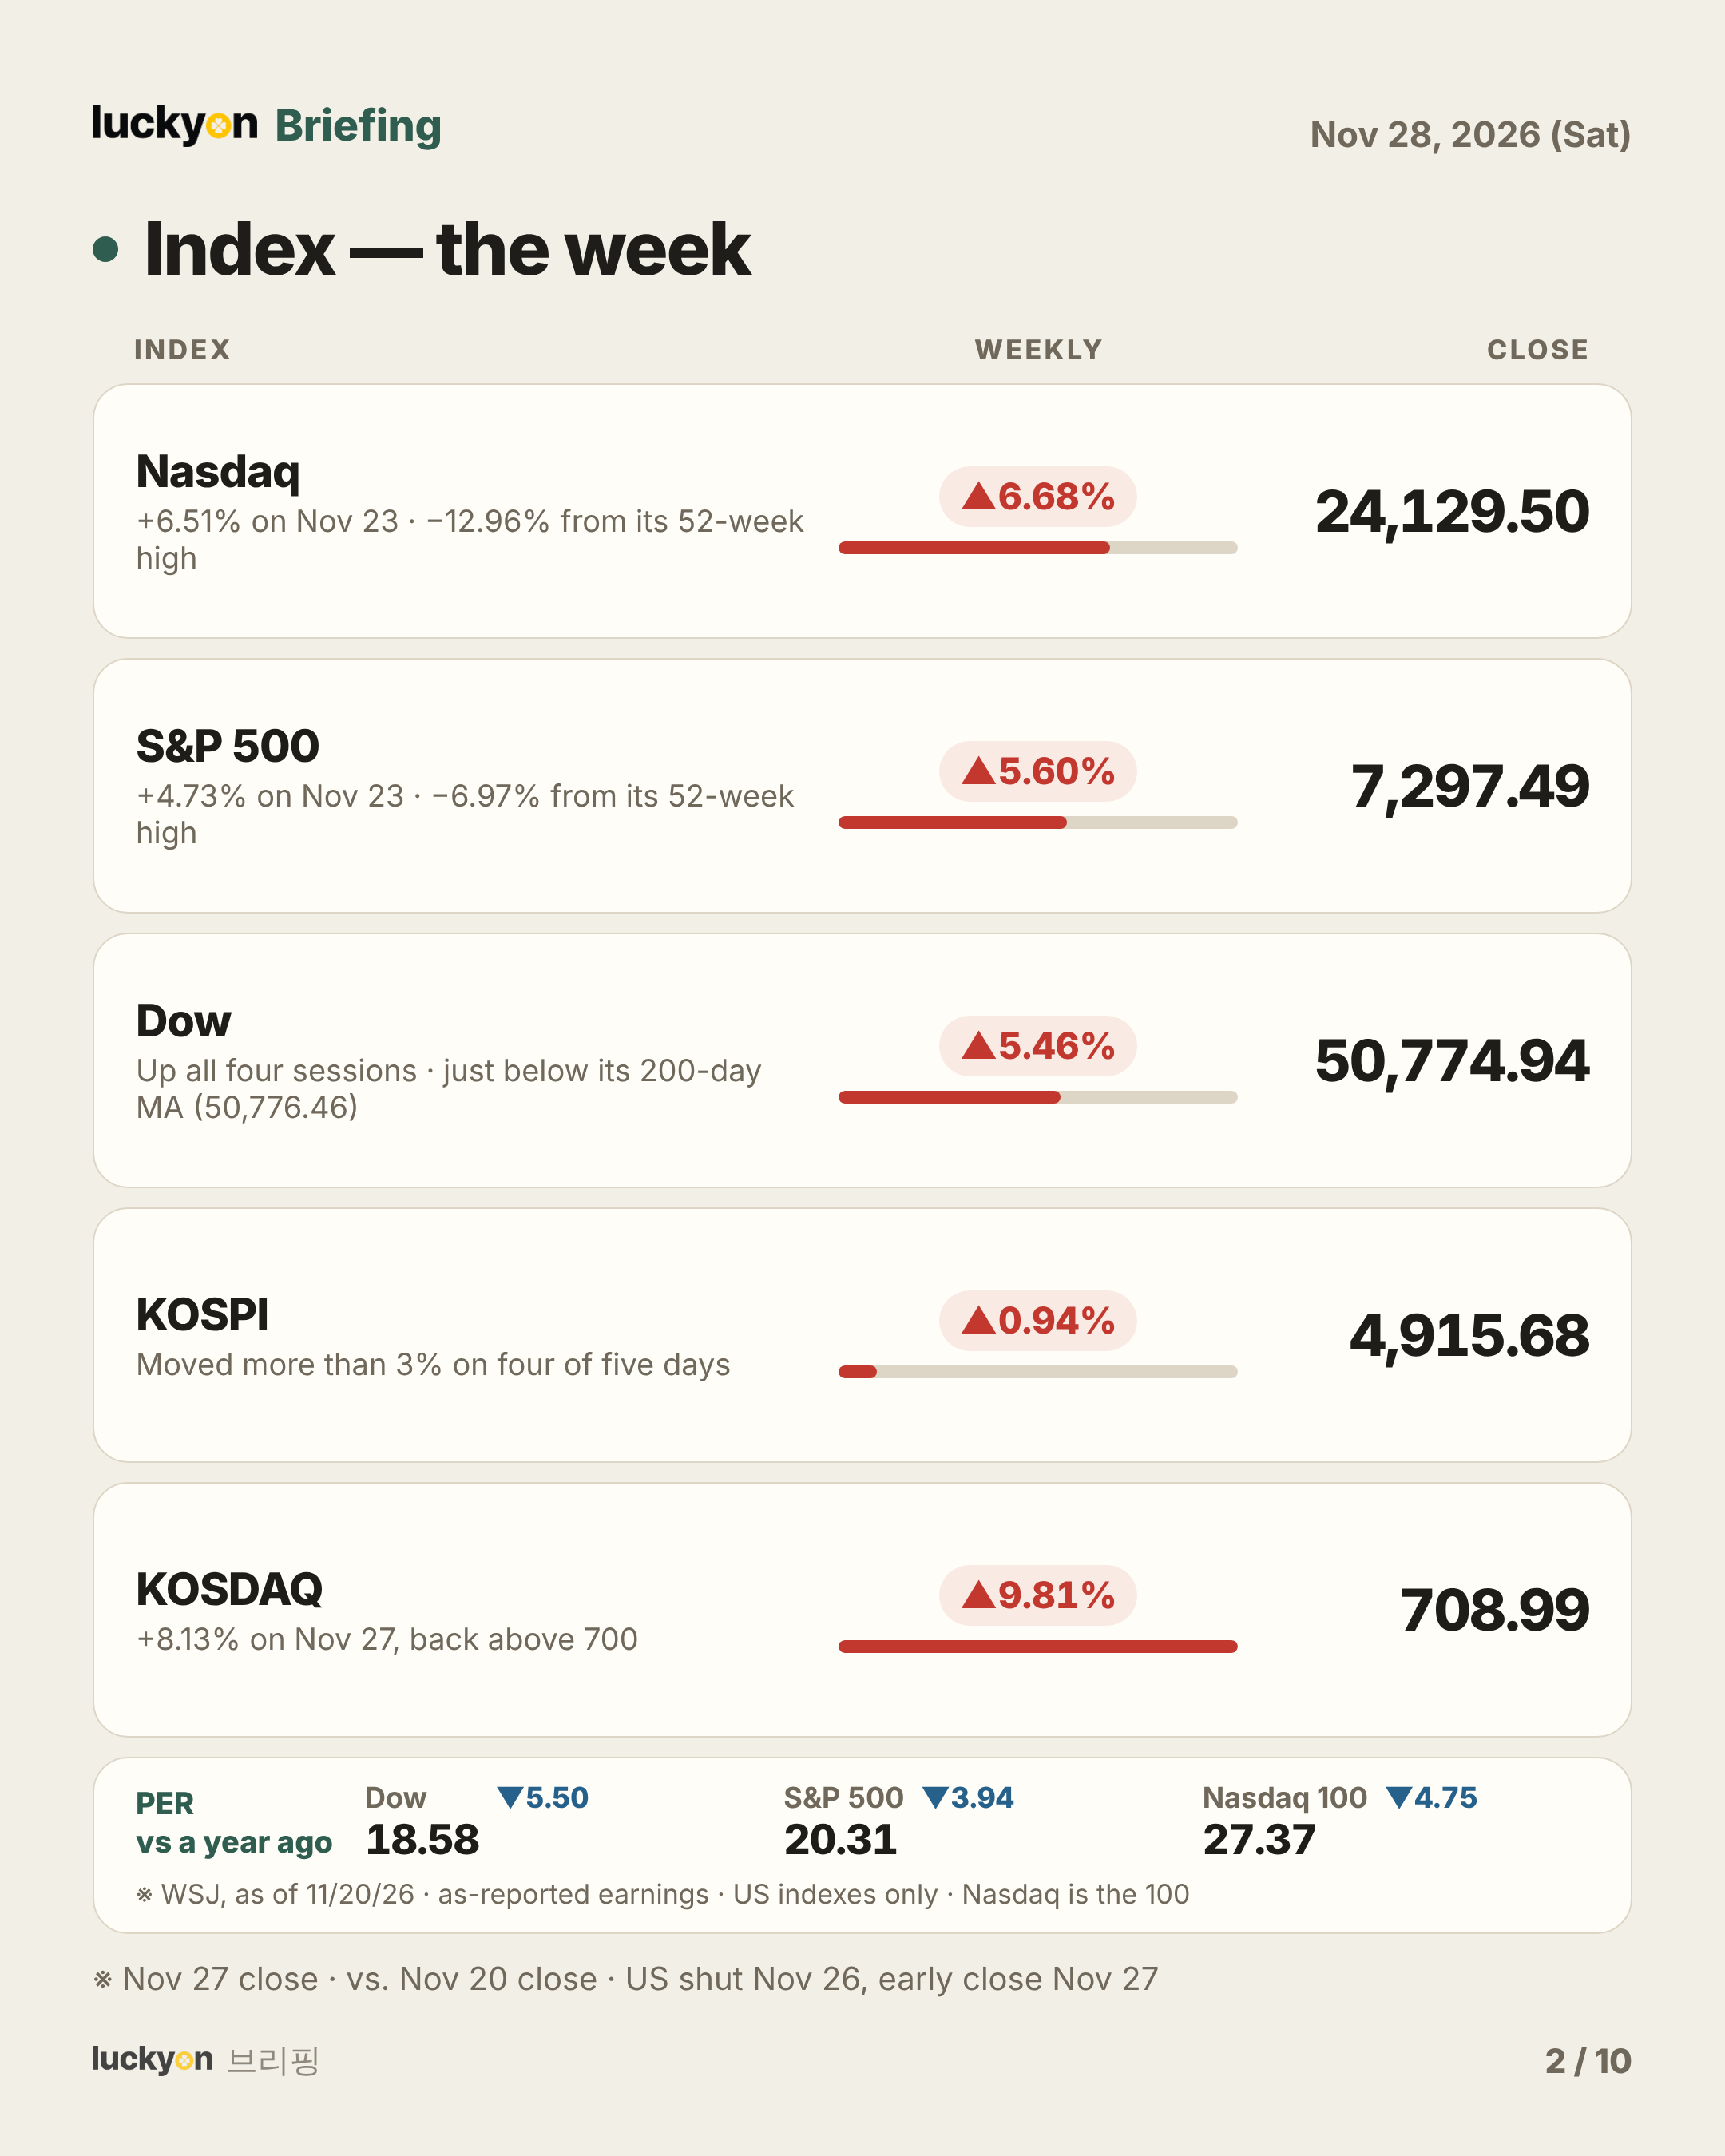 luckyon Briefing
Nov 28, 2026 (Sat)
Index — the week
INDEX WEEKLY CLOSE
Nasdaq
+6.51% on Nov 23 · −12.96% from its 52-week
high
▲6.68%
24,129.50
S&P 500
+4.73% on Nov 23 · −6.97% from its 52-week
high
▲5.60%
7,297.49
Dow
Up all four sessions · just below its 200-day
MA (50,776.46)
▲5.46%
50,774.94
KOSPI
Moved more than 3% on four of five days
▲0.94%
4,915.68
KOSDAQ
+8.13% on Nov 27, back above 700
▲9.81%
708.99
PER
vs a year ago
Dow ▼5.50
18.58
S&P 500 ▼3.94
20.31
Nasdaq 100 ▼4.75
27.37
※ WSJ, as of 11/20/26 · as-reported earnings · US indexes only · Nasdaq is the 100
※ Nov 27 close · vs. Nov 20 close · US shut Nov 26, early close Nov 27
luckyon 브리핑
2 / 10